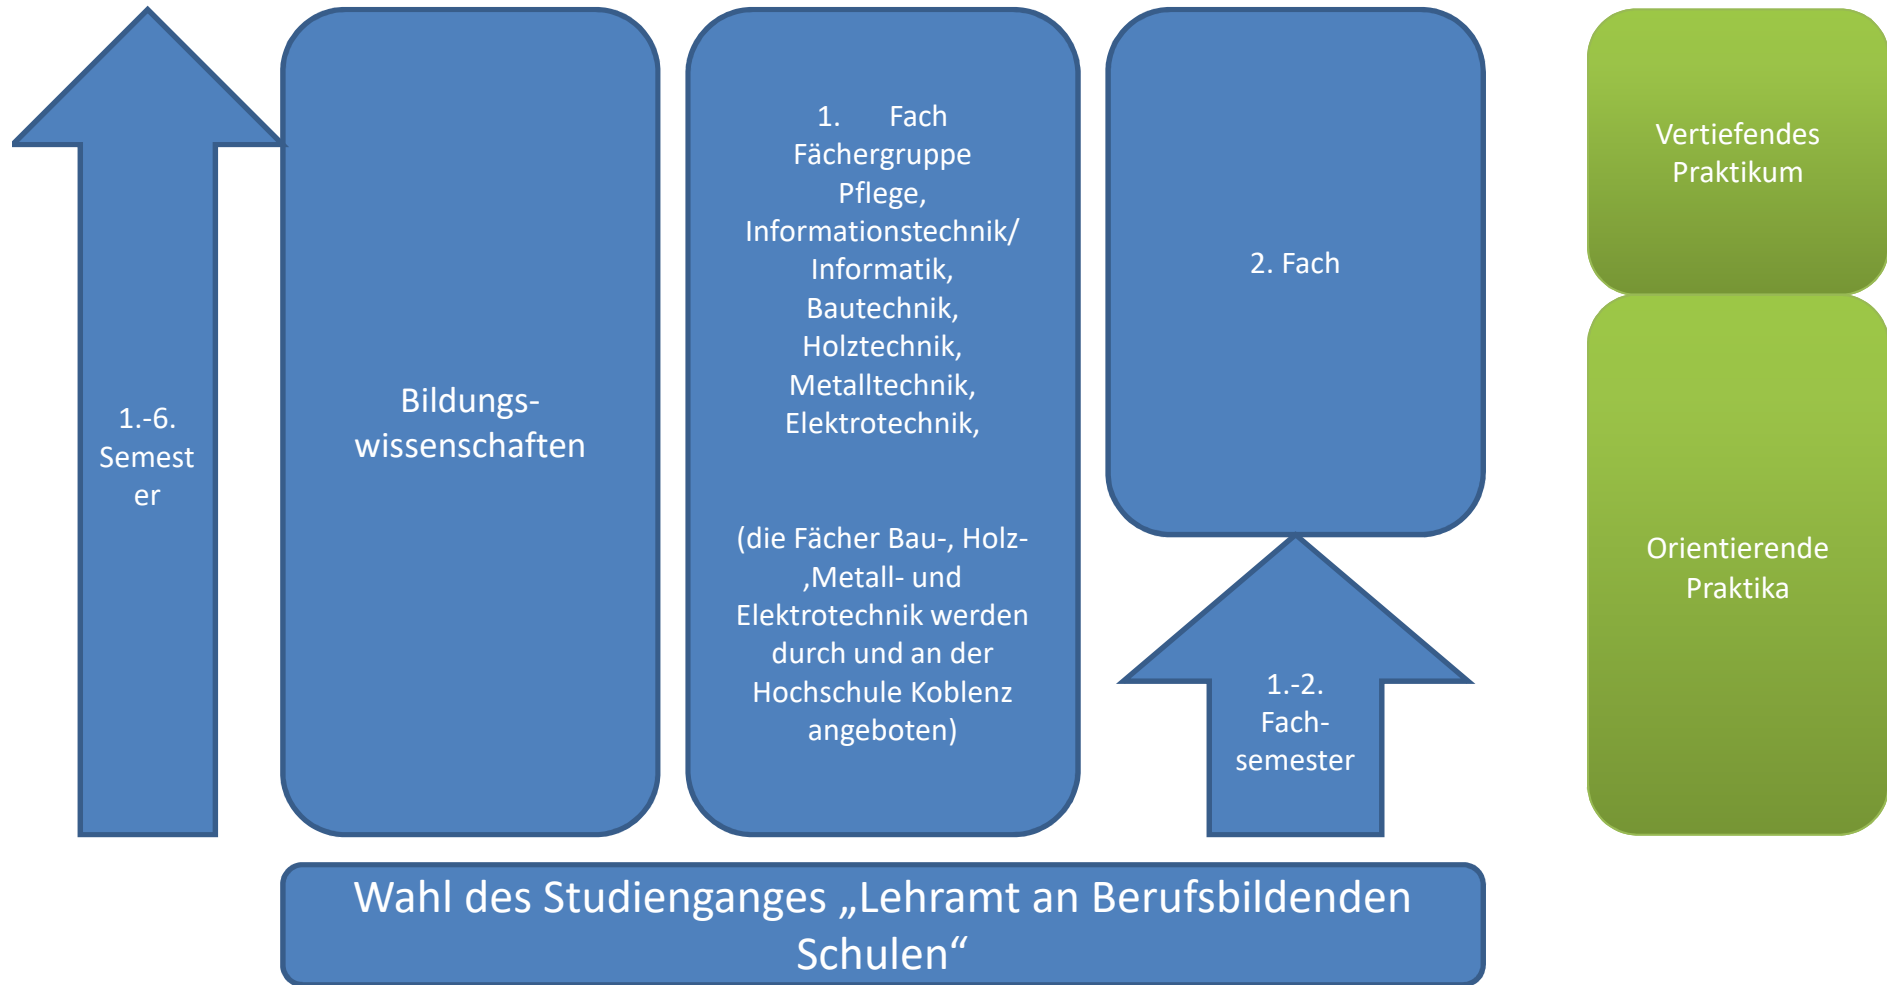 1.-6.
Semest
er
Bildungs-
wissenschaften
1. Fach
Fächergruppe
Pflege,
Informationstechnik/
Informatik,
Bautechnik,
Holztechnik,
Metalltechnik,
Elektrotechnik,
(die Fächer Bau-, Holz-
,Metall- und
Elektrotechnik werden
durch und an der
Hochschule Koblenz
angeboten)
2. Fach
1.-2.
Fach-
semester
Vertiefendes
Praktikum
Orientierende
Praktika
Wahl des Studienganges „Lehramt an Berufsbildenden
Schulen“